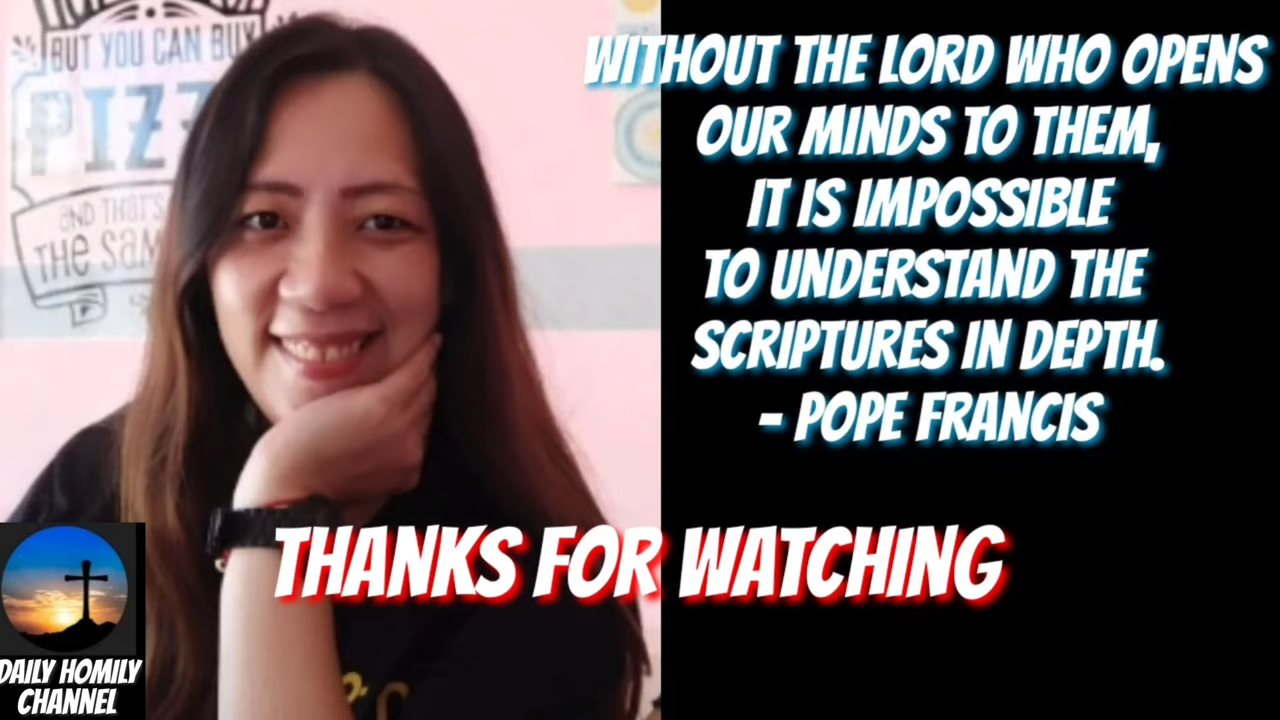 BUT YOU CAN BUY
PIZZ
AND THAT'S
THE SAM
WITHOUT THE LORD WHO OPENS
OUR MINDS TO THEM,
IT IS IMPOSSIBLE
TO UNDERSTAND THE
SCRIPTURES IN DEPTH.
- POPE FRANCIS
THANKS FOR WATCHING
DAILY HOMILY
CHANNEL